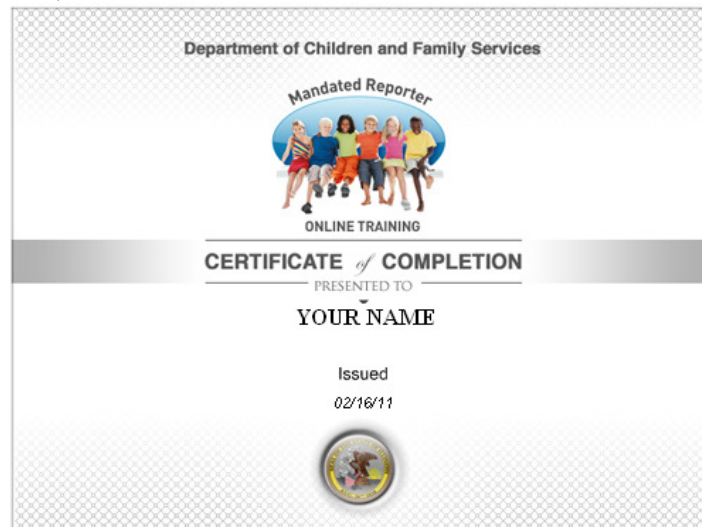 Department of Children and Family Services
Mandated Reporter
ONLINE TRAINING
CERTIFICATE of COMPLETION
PRESENTED TO
YOUR NAME
Issued
02/16/11